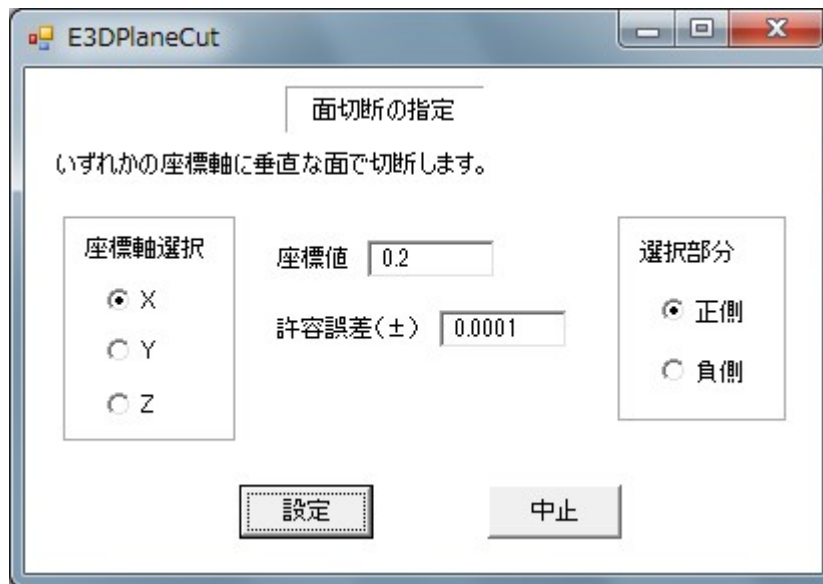 E3DPlaneCut
面切断の指定
いずれかの座標軸に垂直な面で切断します。
座標軸選択
X
Y
Z
座標値 0.2
許容誤差(±) 0.0001
選択部分
正側
負側
設定
中止